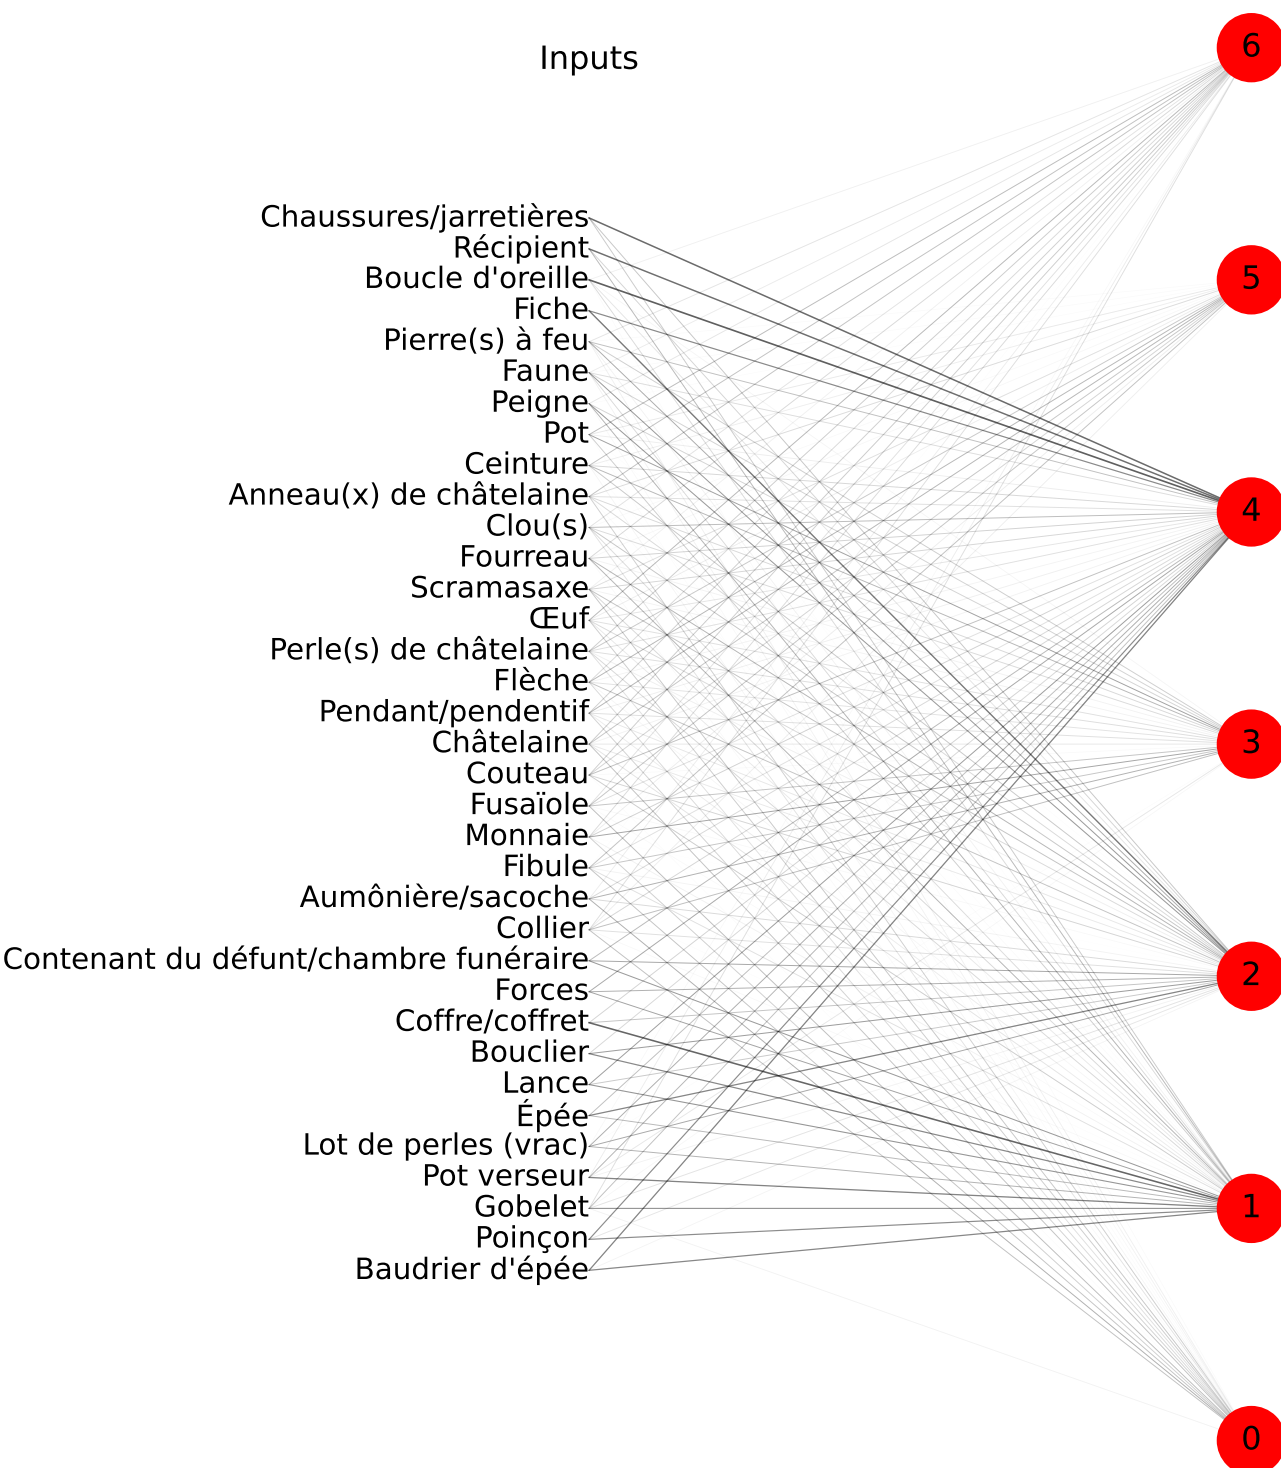 Inputs
Chaussures/jarretières
Récipient
Boucle d'oreille
Fiche
Pierre(s) à feu
Faune
Peigne
Pot
Ceinture
Anneau(x) de châtelaine
Clou(s)
Fourreau
Scramasaxe
Œuf
Perle(s) de châtelaine
Flèche
Pendant/pendentif
Châtelaine
Couteau
Fusaïole
Monnaie
Fibule
Aumônière/sacoche
Collier
Contenant du défunt/chambre funéraire
Forces
Coffre/coffret
Bouclier
Lance
Épée
Lot de perles (vrac)
Pot verseur
Gobelet
Poinçon
Baudrier d'épée
6
5
4
3
2
1
0